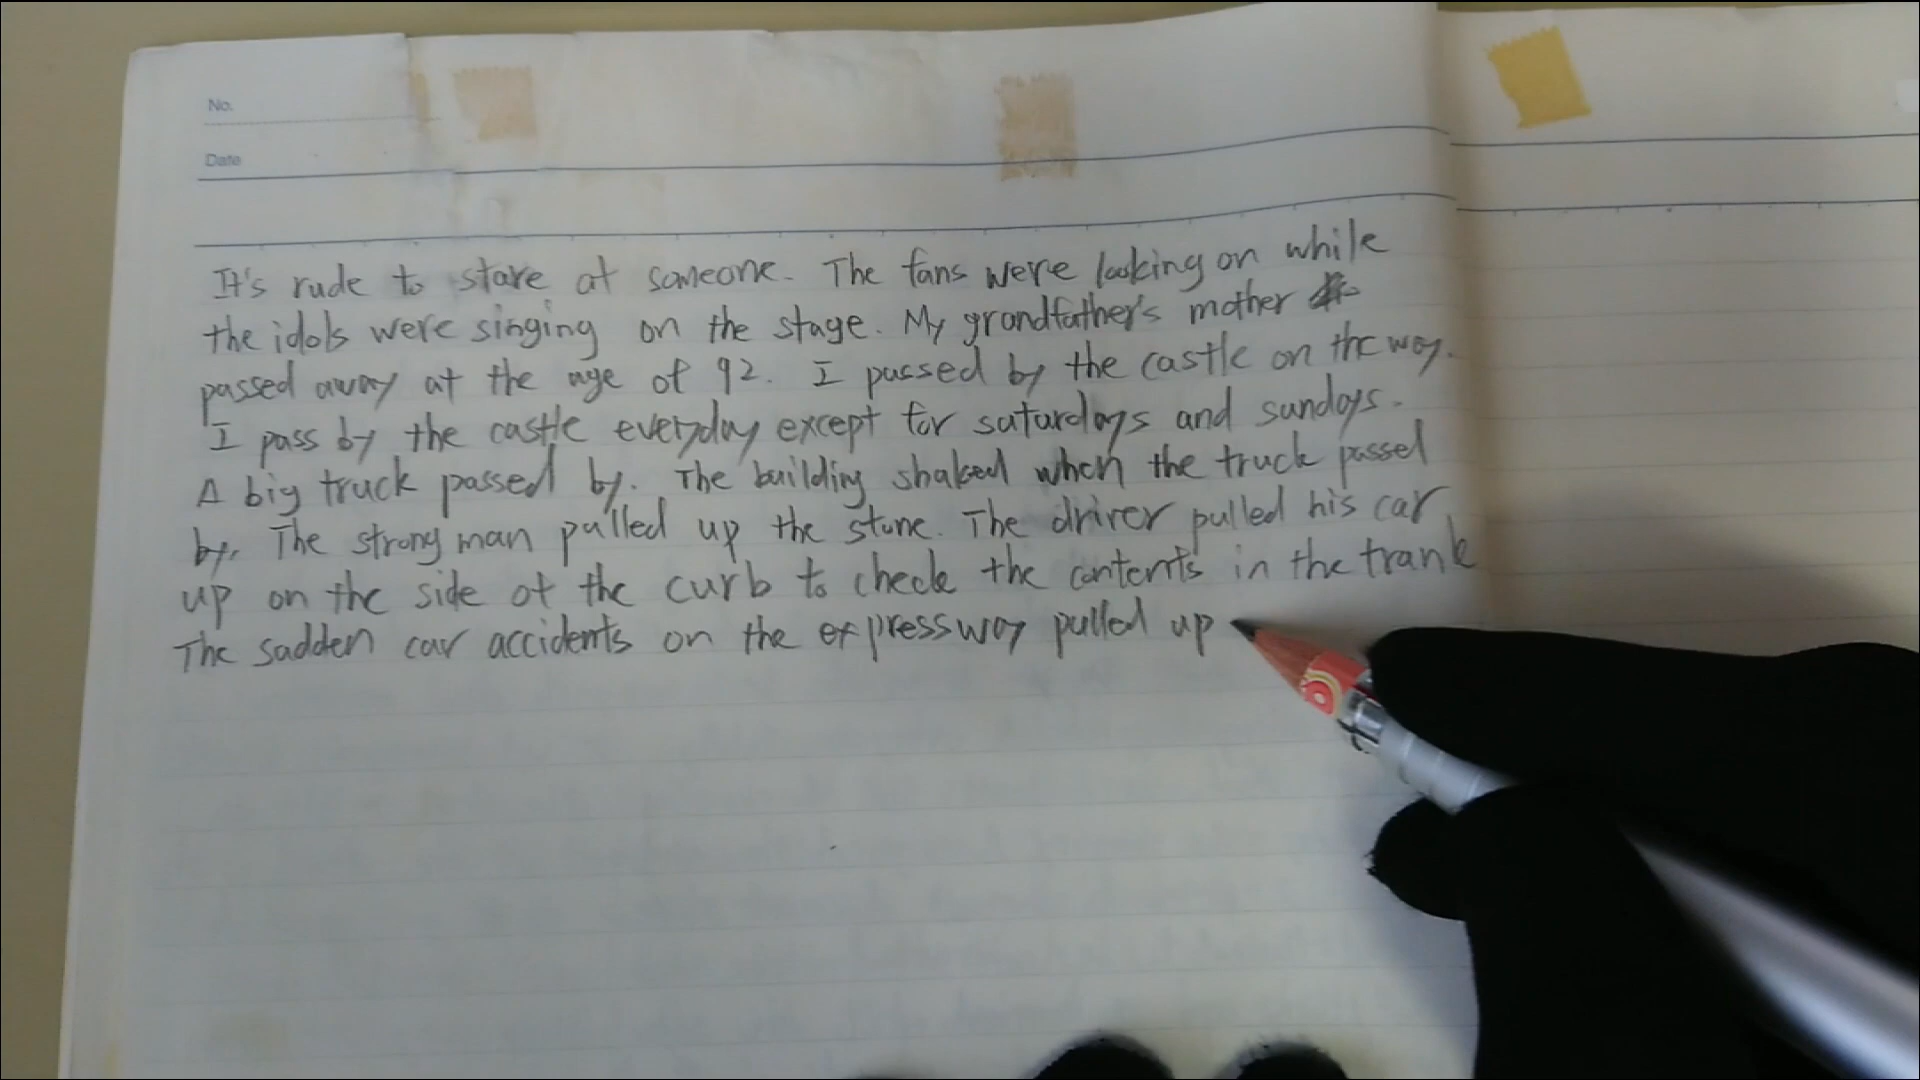 No.
Date
It's rude to stare at someone. The fans were looking on while
the idols were singing on the stage. My grandfather's mother
passed away at the age of 92. I passed by the castle on the way.
I pass by the castle everyday except for saturdays and sundays.
A big truck passed by. The building shaked when the truck passed
by. The strong man pulled up the stone. The driver pulled his car
up on the side of the curb to check the contents in the trank
The sadden car accidents on the expressway pulled up